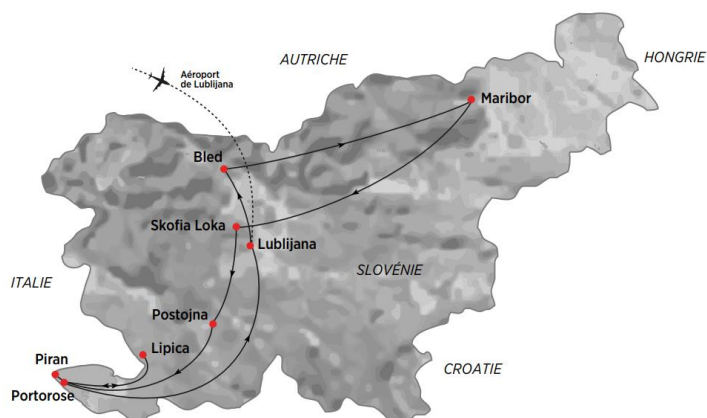 AUTRICHE
HONGRIE
Aéroport
de Lublijana
Maribor
Bled
Skofia Loka
Lublijana
SLOVÉNIE
ITALIE
Postojna
Lipica
Piran
Portorose
CROATIE